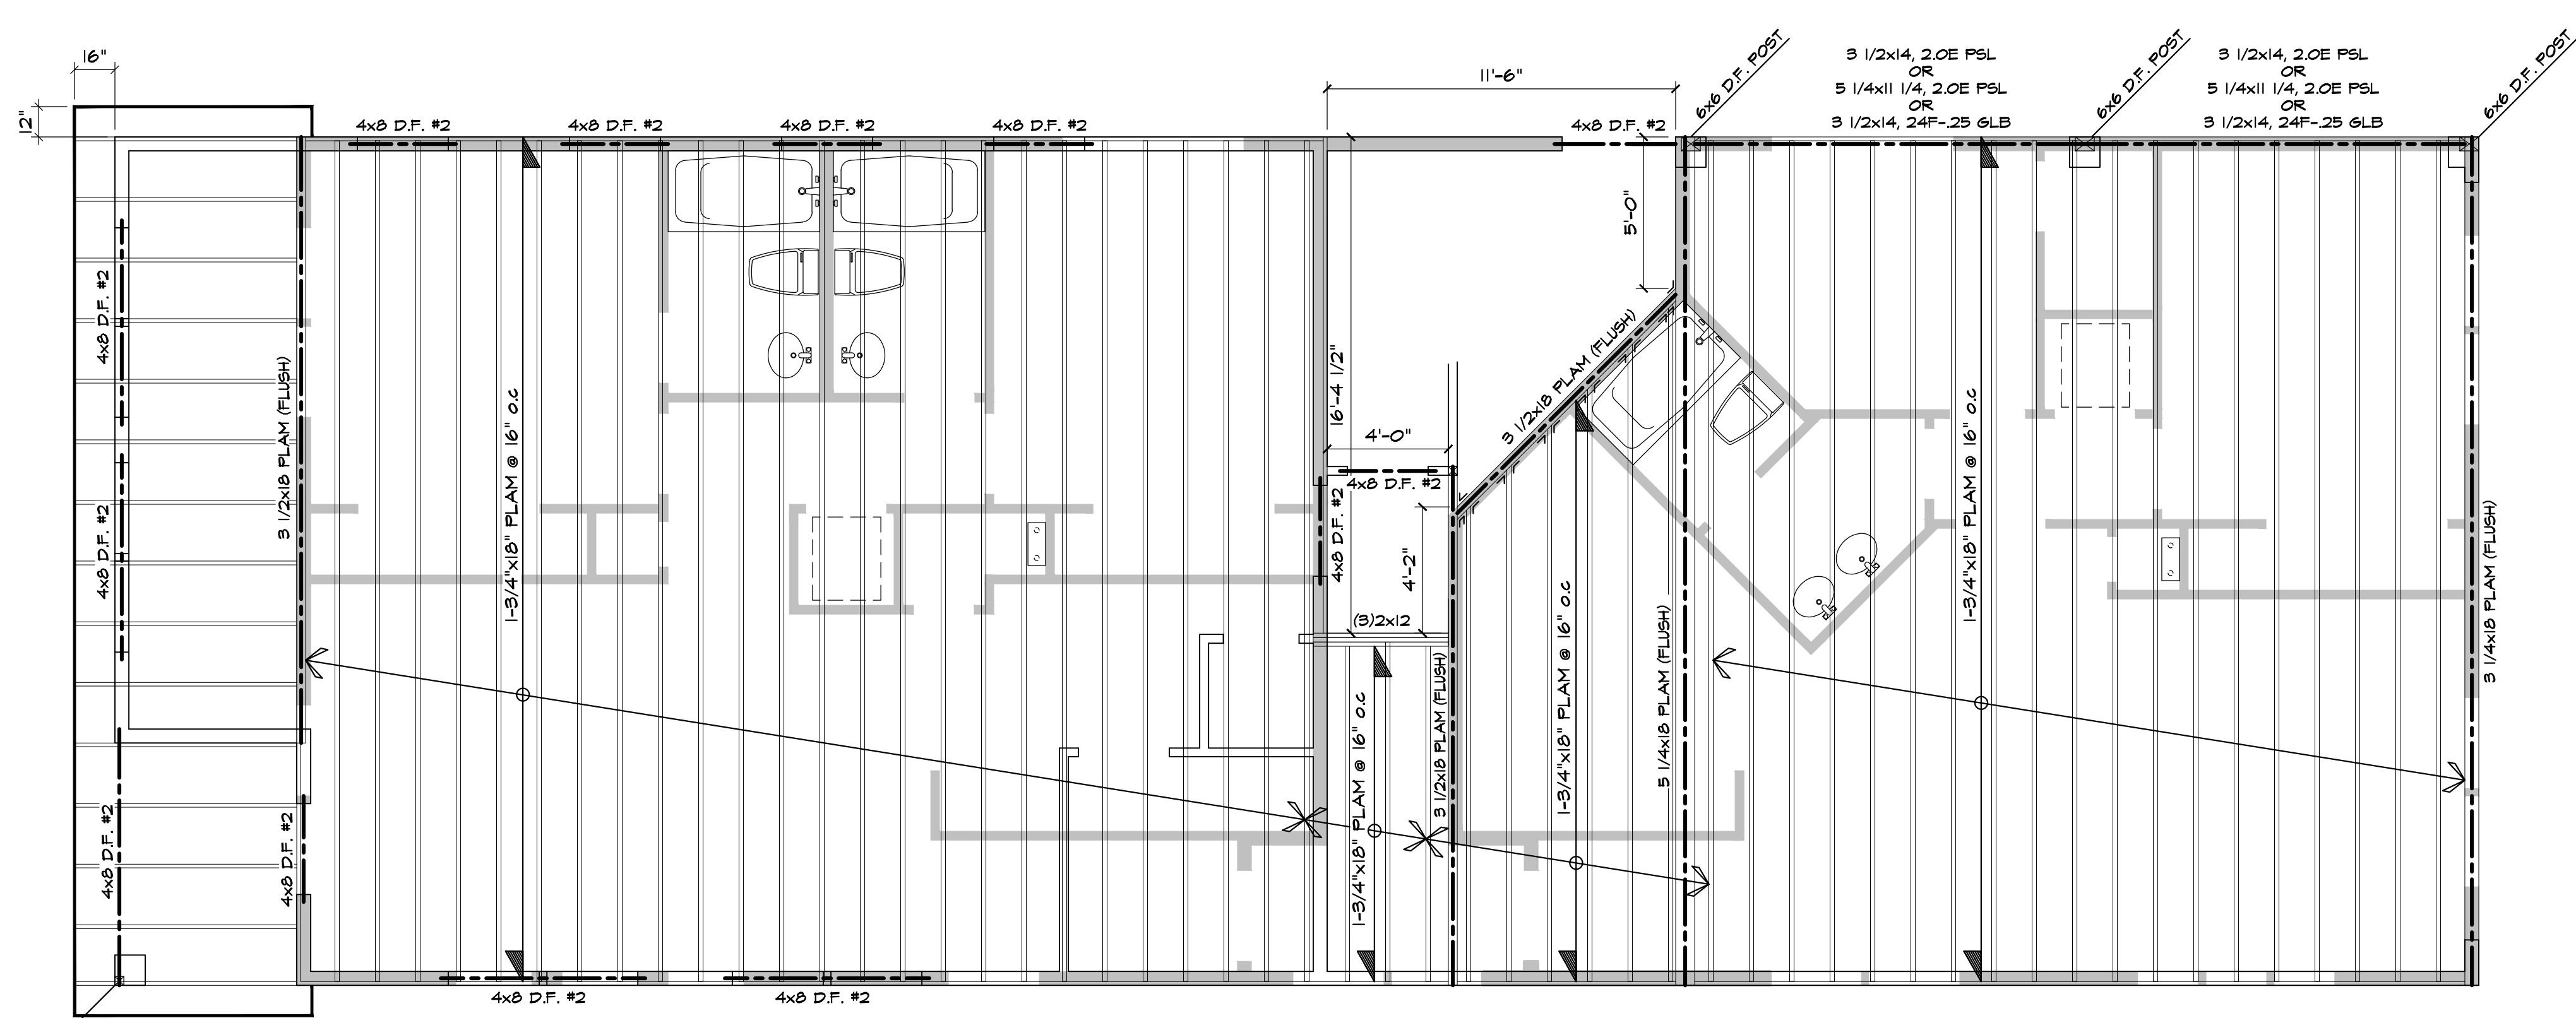 16"
12"
4x8 D.F. #2
4x8 D.F. #2
4x8 D.F. #2
4x8 D.F. #2
11'-6"
4x8 D.F. #2
6x6 D.F. POST
3 1/2x14, 2.0E PSL
OR
5 1/4x11 1/4, 2.0E PSL
OR
3 1/2x14, 24F-.25 GLB
6x6 D.F. POST
3 1/2x14, 2.0E PSL
OR
5 1/4x11 1/4, 2.0E PSL
OR
3 1/2x14, 24F-.25 GLB
6x6 D.F. POST
5'-0"
4x8 D.F. #2
4x8 D.F. #2
4x8 D.F. #2
3 1/2x18 PLAM (FLUSH)
4x8 D.F. #2
1-3/4"x18" PLAM @ 16" o.c
16'-4 1/2"
4'-0"
4x8 D.F. #2
4x8 D.F. #2
4'-2"
(3)2x12
3 1/2x18 PLAM (FLUSH)
1-3/4"x18" PLAM @ 16" o.c
3 1/2x18 PLAM (FLUSH)
1-3/4"x18" PLAM @ 16" o.c
5 1/4x18 PLAM (FLUSH)
1-3/4"x18" PLAM @ 16" o.c
3 1/4x18 PLAM (FLUSH)
4x8 D.F. #2
4x8 D.F. #2